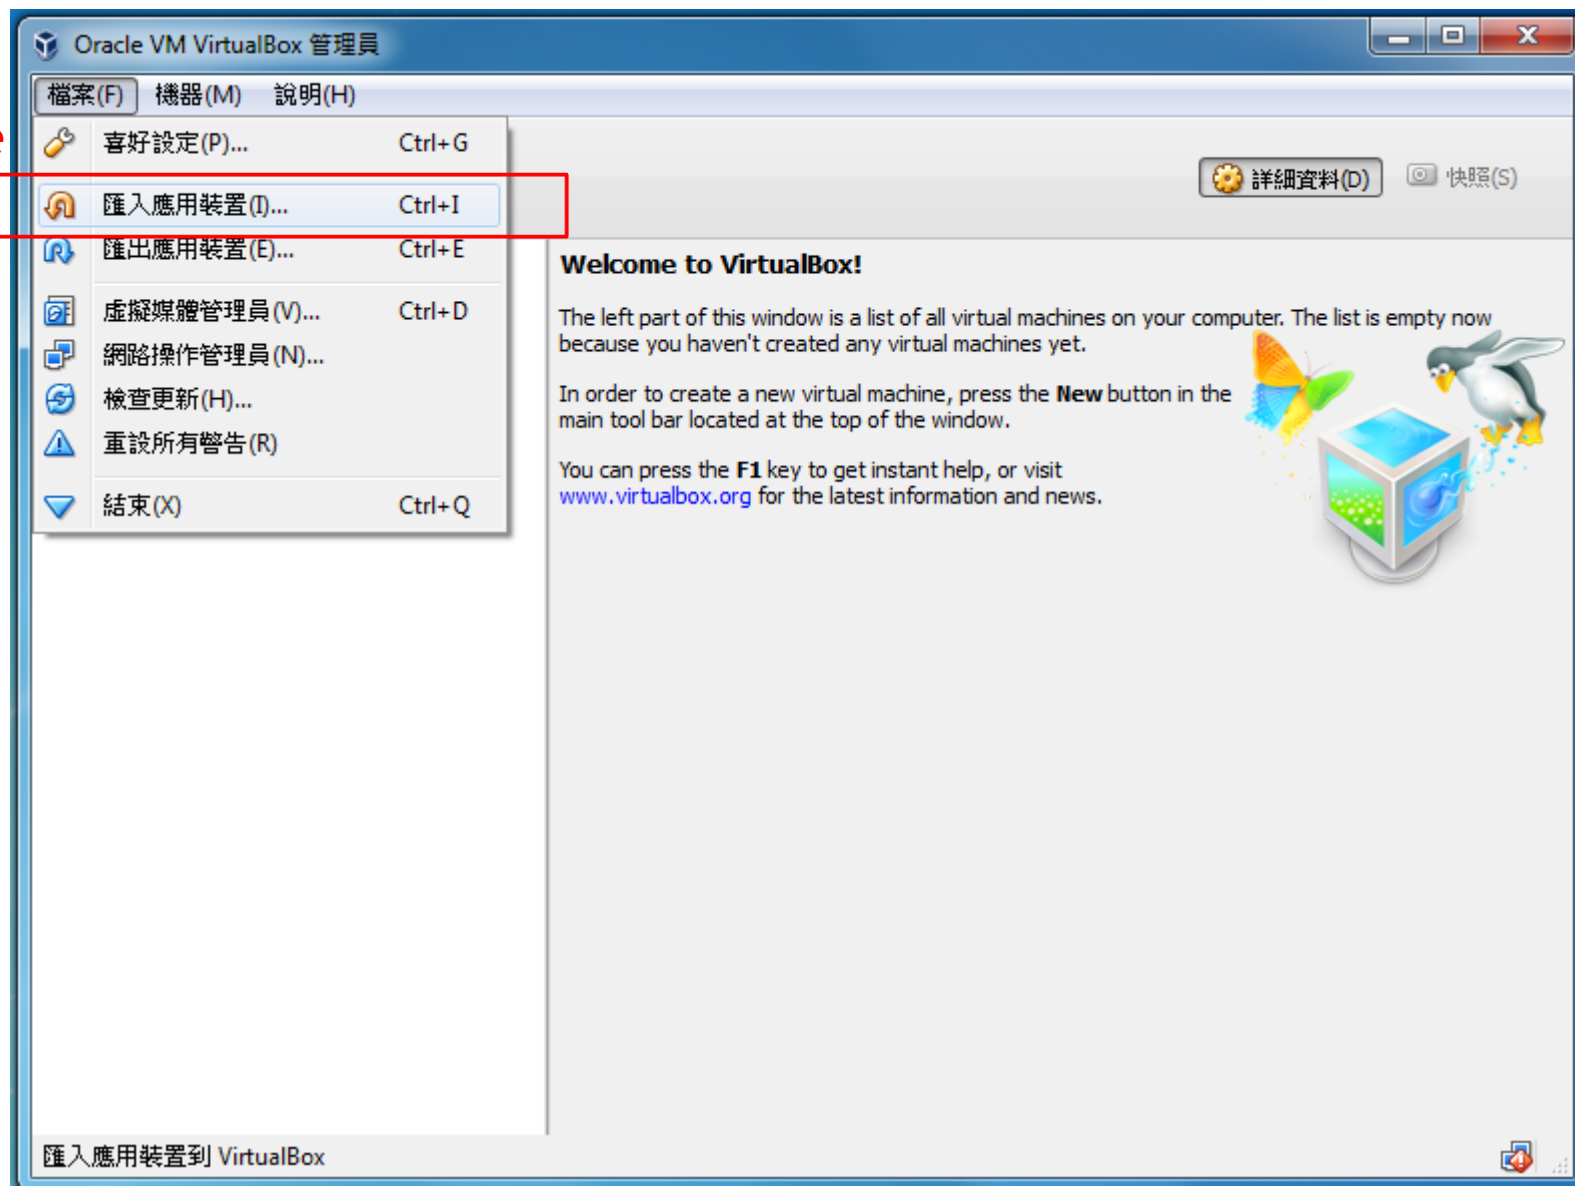 Oracle VM VirtualBox 管理員
檔案(F) 機器(M) 說明(H)
e
喜好設定(P)... Ctrl+G
匯入應用裝置(I)... Ctrl+I
匯出應用裝置(E)... Ctrl+E
虛擬媒體管理員(V)... Ctrl+D
網路操作管理員(N)...
檢查更新(H)...
重設所有警告(R)
結束(X) Ctrl+Q
詳細資料(D) 快照(S)
Welcome to VirtualBox!
The left part of this window is a list of all virtual machines on your computer. The list is empty now
because you haven't created any virtual machines yet.
In order to create a new virtual machine, press the New button in the
main tool bar located at the top of the window.
You can press the F1 key to get instant help, or visit
www.virtualbox.org for the latest information and news.
匯入應用裝置到 VirtualBox